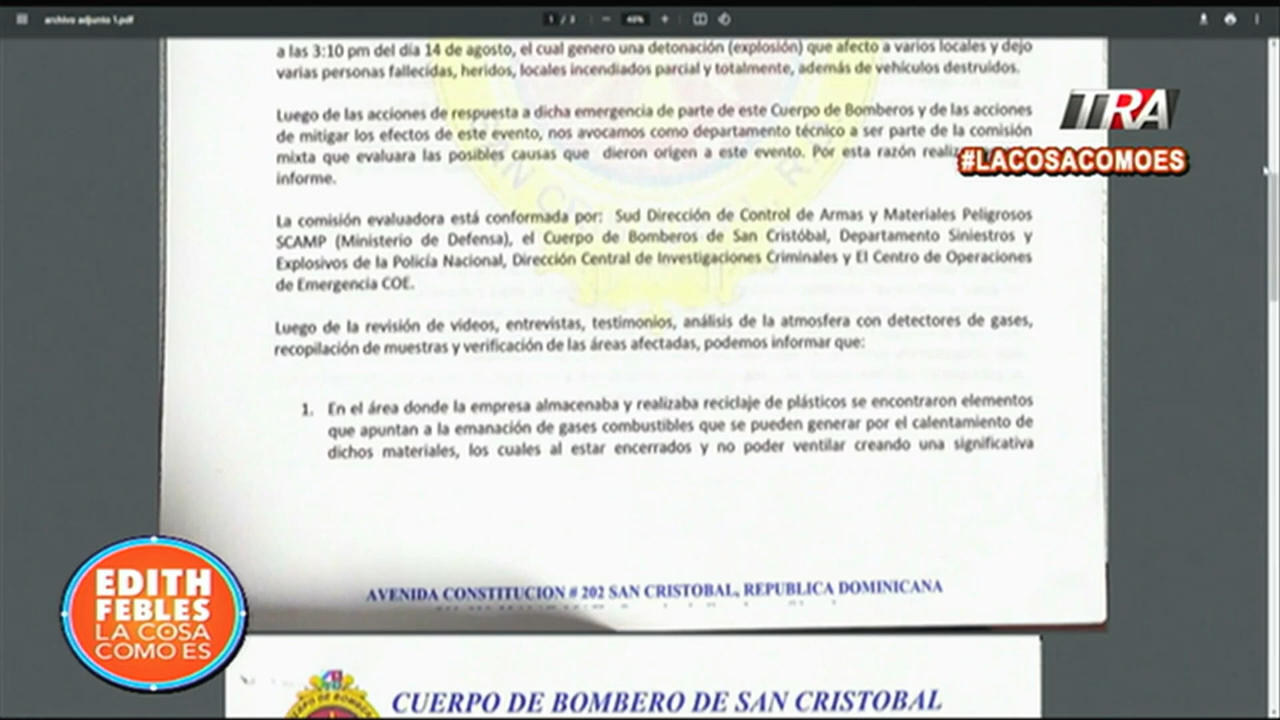 archivo adjunto 1.pdf
1 / 3
a las 3:10 pm del día 14 de agosto, el cual genero una detonación (explosión) que afecto a varios locales y dejo
varias personas fallecidas, heridos, locales incendiados parcial y totalmente, además de vehículos destruidos.
TRA
#LACOSACOMOES
Luego de las acciones de respuesta a dicha emergencia de parte de este Cuerpo de Bomberos y de las acciones
de mitigar los efectos de este evento, nos avocamos como departamento técnico a ser parte de la comisión
mixta que evaluara las posibles causas que dieron origen a este evento. Por esta razón
informe.
La comisión evaluadora está conformada por: Sud Dirección de Control de Armas y Materiales Peligrosos
SCAMP (Ministerio de Defensa), el Cuerpo de Bomberos de San Cristóbal, Departamento Siniestros y
Explosivos de la Policía Nacional, Dirección Central de Investigaciones Criminales y El Centro de Operaciones
de Emergencia COE.
Luego de la revisión de videos, entrevistas, testimonios, análisis de la atmosfera con detectores de gases,
recopilación de muestras y verificación de las áreas afectadas, podemos informar que:
1. En el área donde la empresa almacenaba y realizaba reciclaje de plásticos se encontraron elementos
que apuntan a la emanación de gases combustibles que se pueden generar por el calentamiento de
dichos materiales, los cuales al estar encerrados y no poder ventilar creando una significativa
AVENIDA CONSTITUCION # 202 SAN CRISTOBAL, REPUBLICA DOMINICANA
EDITH
FEBLES
LA COSA
COMO ES
CUERPO DE BOMBERO DE SAN CRISTOBAL